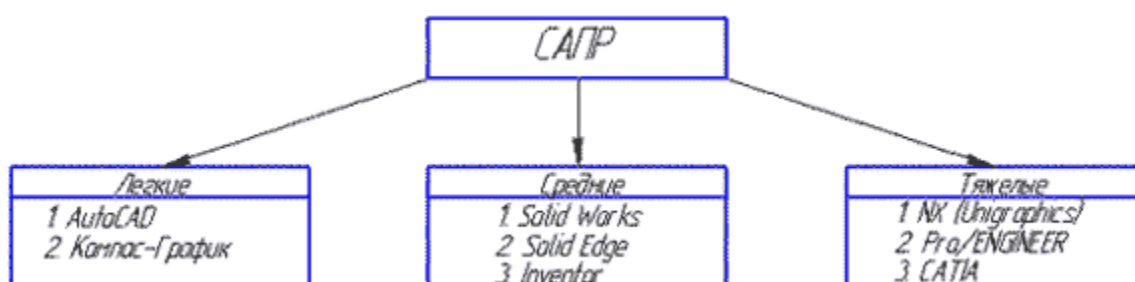 САПР
Легкие
1. AutoCAD
2. Компас-График
Средние
1. Solid Works
2. Solid Edge
3. Inventor
Тяжелые
1. NX (Unigraphics)
2. Pro/ENGINEER
3. CATIA